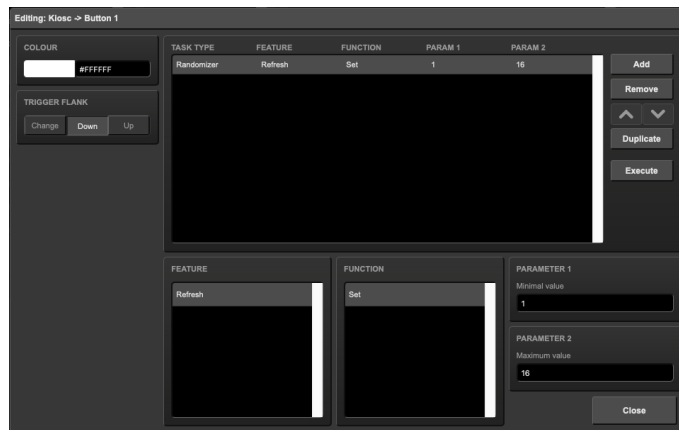 Editing: Kiosc -> Button 1
COLOUR
#FFFFFF
TRIGGER FLANK
Change Down Up
TASK TYPE FEATURE FUNCTION PARAM 1 PARAM 2
Randomizer Refresh Set 1 16
Add
Remove
Duplicate
Execute
FEATURE
Refresh
FUNCTION
Set
PARAMETER 1
Minimal value
1
PARAMETER 2
Maximum value
16
Close